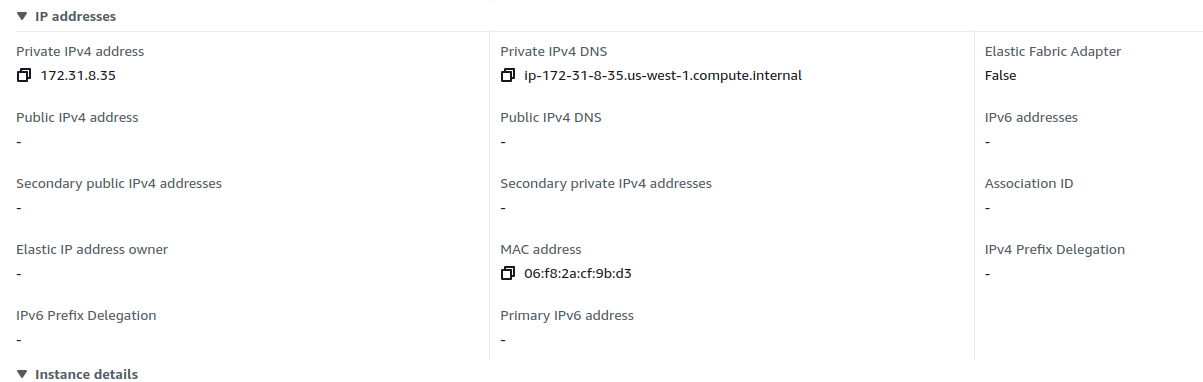 IP addresses
Private IPv4 address
172.31.8.35
Private IPv4 DNS
ip-172-31-8-35.us-west-1.compute.internal
Elastic Fabric Adapter
False
Public IPv4 address
-
Public IPv4 DNS
-
IPv6 addresses
-
Secondary public IPv4 addresses
-
Secondary private IPv4 addresses
-
Association ID
-
Elastic IP address owner
-
MAC address
06:f8:2a:cf:9b:d3
IPv4 Prefix Delegation
-
IPv6 Prefix Delegation
-
Primary IPv6 address
-
Instance details